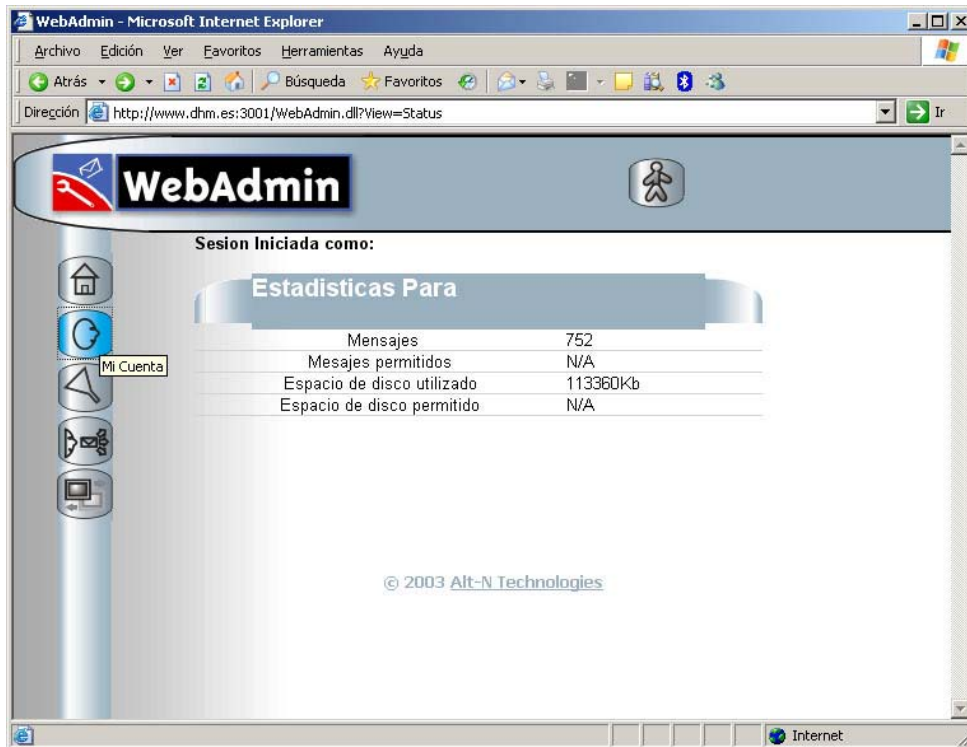 WebAdmin - Microsoft Internet Explorer
Archivo Edición Ver Favoritos Herramientas Ayuda
Atrás Búsqueda Favoritos
Dirección http://www.dhm.es:3001/WebAdmin.dll?View=Status Ir
WebAdmin
Sesion Iniciada como:
Estadisticas Para
Mensajes 752
Mesajes permitidos N/A
Mi Cuenta
Espacio de disco utilizado 113360Kb
Espacio de disco permitido N/A
© 2003 Alt-N Technologies
Internet